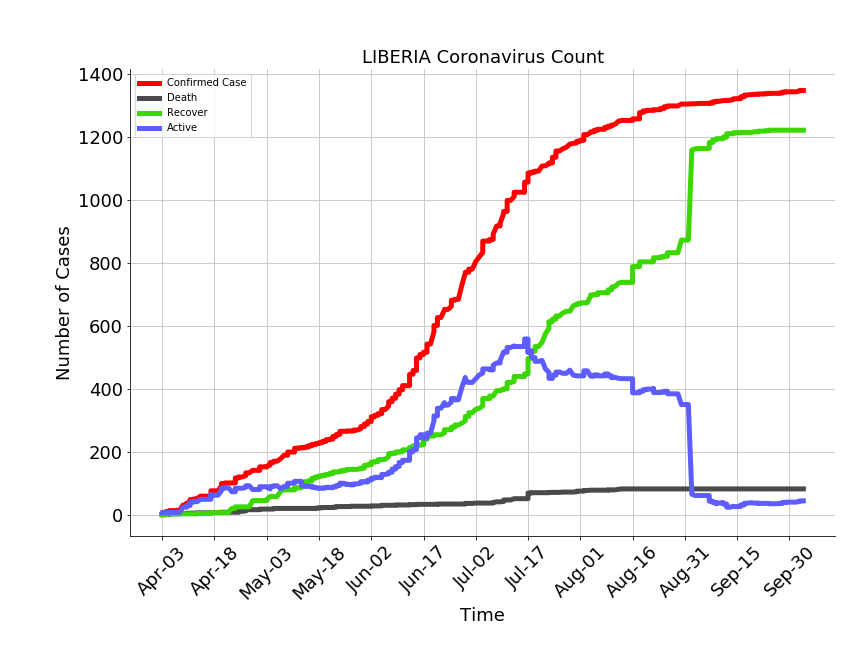 LIBERIA Coronavirus Count
1400
1200
1000
800
600
400
200
0
Number of Cases
Confirmed Case
Death
Recover
Active
Apr-03
Apr-18
May-03
May-18
Jun-02
Jun-17
Jul-02
Jul-17
Aug-01
Aug-16
Aug-31
Sep-15
Sep-30
Time